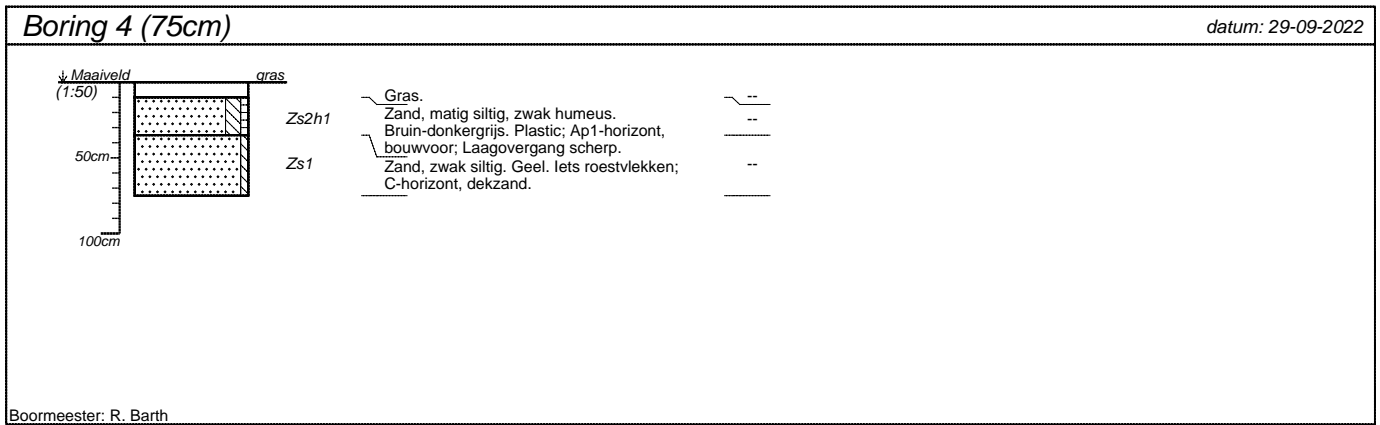 Boring 4 (75cm)
datum: 29-09-2022
Maaiveld
gras
(1:50)
Gras.
--
Zs2h1
Zand, matig siltig, zwak humeus.
--
Bruin-donkergrijs. Plastic; Ap1-horizont,
bouwvoor; Laagovergang scherp.
50cm
Zs1
Zand, zwak siltig. Geel. Iets roestvlekken;
--
C-horizont, dekzand.
100cm
Boormeester: R. Barth